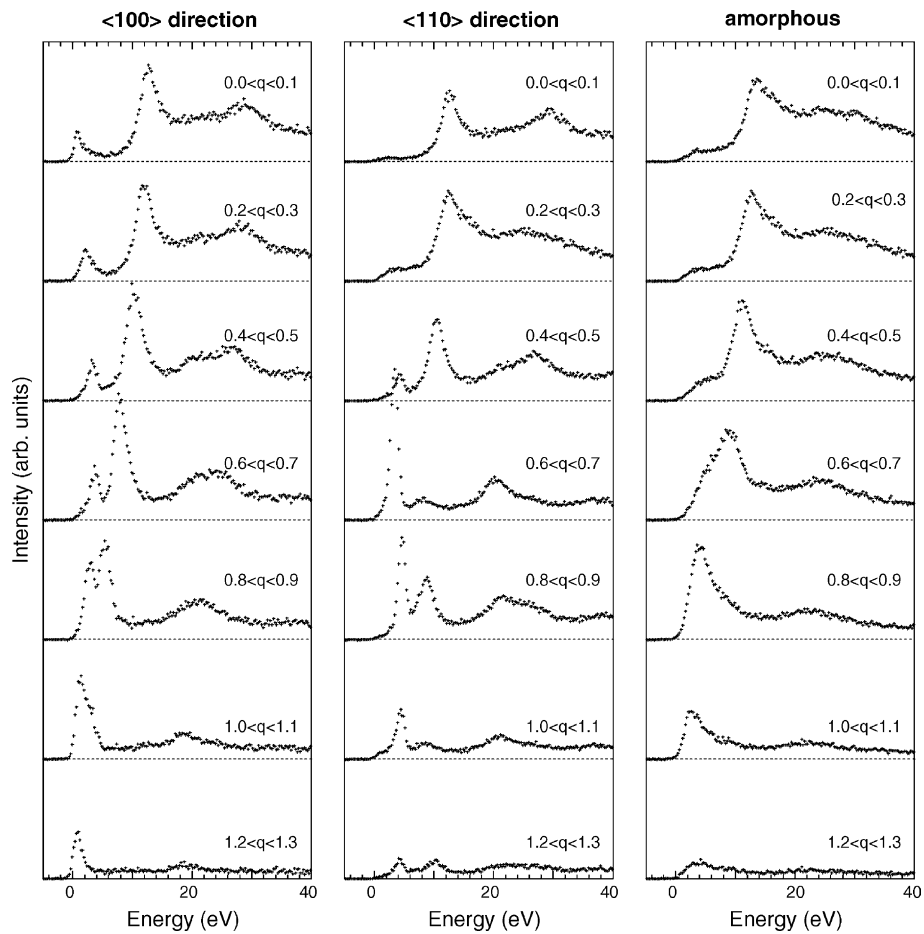 <100> direction
<110> direction
amorphous
0.0<q<0.1
0.0<q<0.1
0.0<q<0.1
0.2<q<0.3
0.2<q<0.3
0.2<q<0.3
0.4<q<0.5
0.4<q<0.5
0.4<q<0.5
0.6<q<0.7
0.6<q<0.7
0.6<q<0.7
0.8<q<0.9
0.8<q<0.9
0.8<q<0.9
1.0<q<1.1
1.0<q<1.1
1.0<q<1.1
1.2<q<1.3
1.2<q<1.3
1.2<q<1.3
Intensity (arb. units)
0 20 40
0 20 40
0 20 40
Energy (eV)
Energy (eV)
Energy (eV)